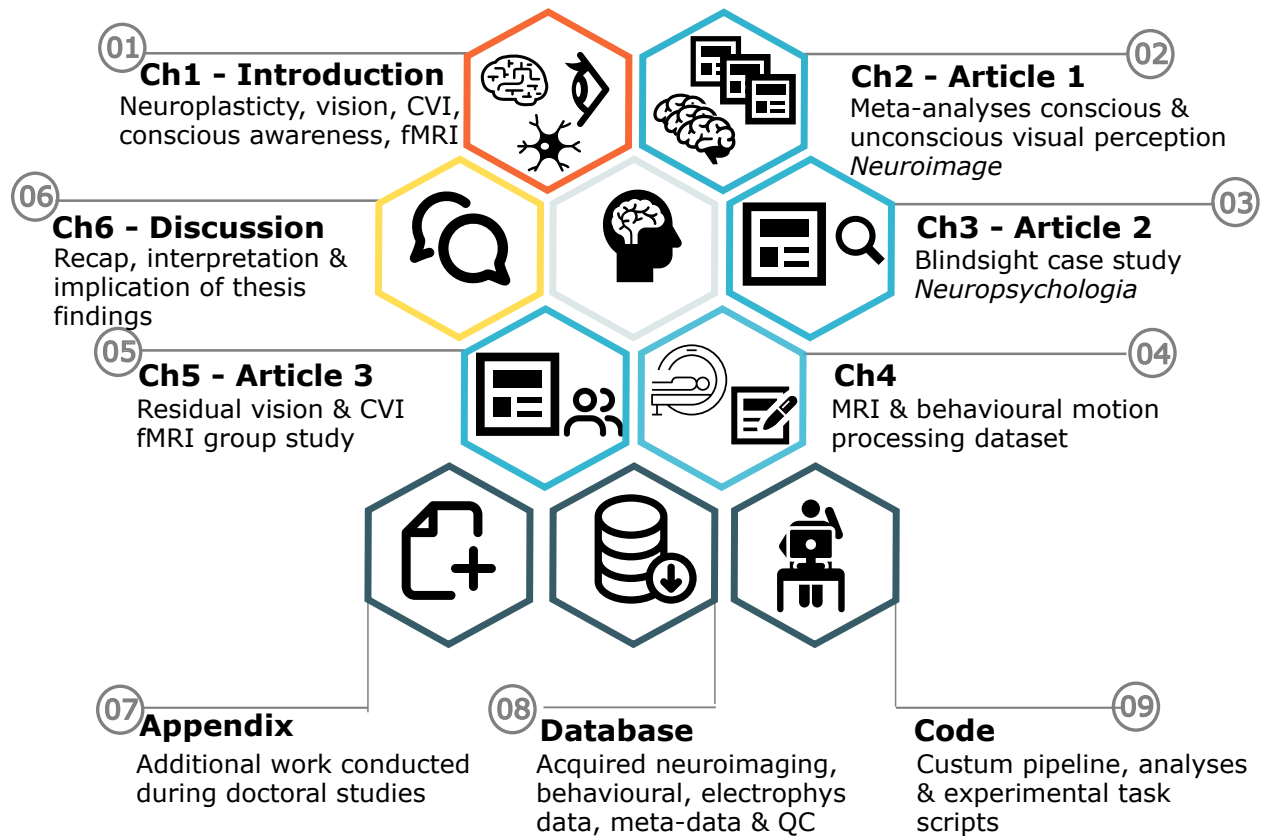 01
Ch1 - Introduction
Neuroplasticty, vision, CVI,
conscious awareness, fMRI
02
Ch2 - Article 1
Meta-analyses conscious &
unconscious visual perception
Neuroimage
03
Ch3 - Article 2
Blindsight case study
Neuropsychologia
04
Ch4
MRI & behavioural motion
processing dataset
05
Ch5 - Article 3
Residual vision & CVI
fMRI group study
06
Ch6 - Discussion
Recap, interpretation &
implication of thesis
findings
07
Appendix
Additional work conducted
during doctoral studies
08
Database
Acquired neuroimaging,
behavioural, electrophys
data, meta-data & QC
09
Code
Custum pipeline, analyses
& experimental task
scripts